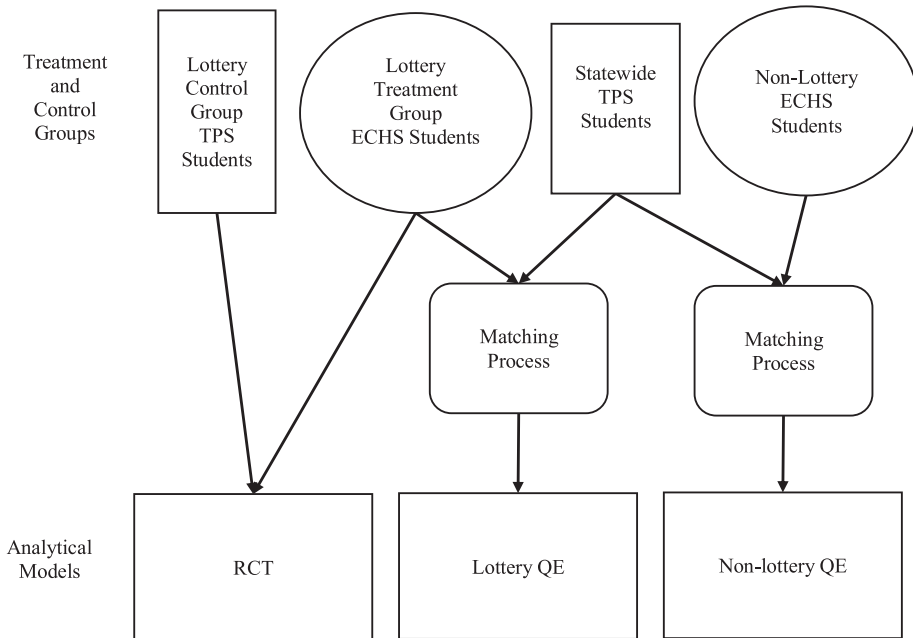 Treatment
and
Control
Groups
Lottery
Control
Group
TPS
Students
Lottery
Treatment
Group
ECHS Students
Statewide
TPS
Students
Non-Lottery
ECHS
Students
Matching
Process
Matching
Process
Analytical
Models
RCT
Lottery QE
Non-lottery QE